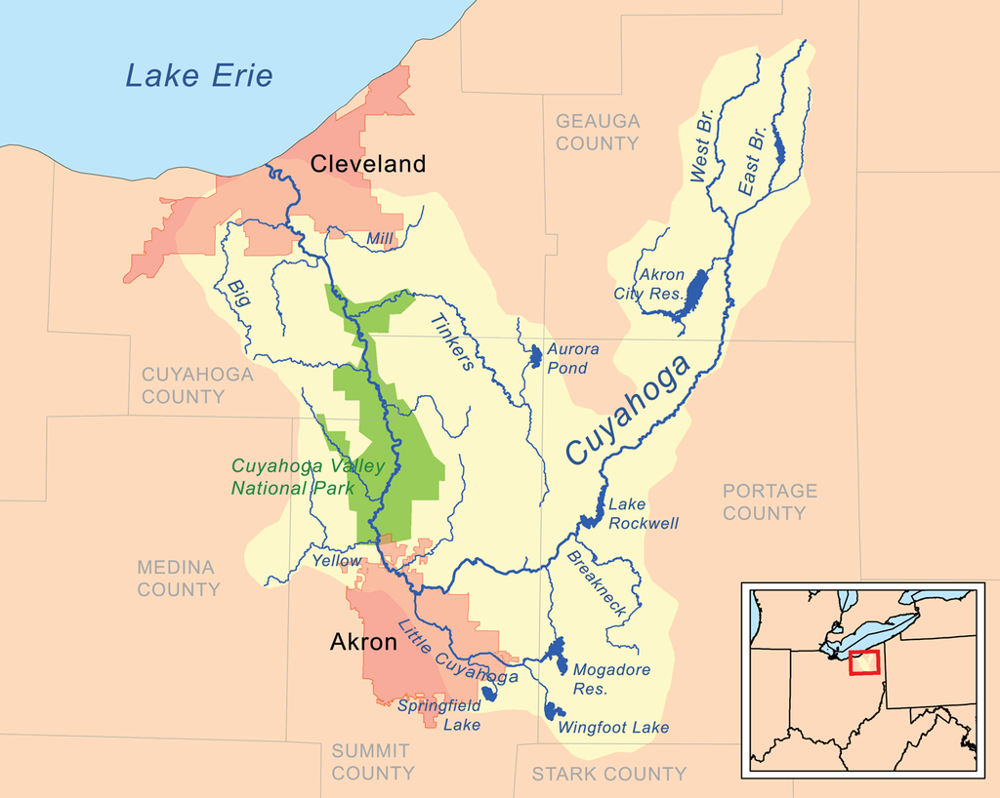 Lake Erie
Cleveland
GEAUGA
COUNTY
West Br.
East Br.
Mill
Big
Akron
City Res.
Tinkers
Aurora
Pond
CUYAHOGA
COUNTY
Cuyahoga
Cuyahoga Valley
National Park
Lake
Rockwell
PORTAGE
COUNTY
MEDINA
COUNTY
Yellow
Breakneck
Akron
Little Cuyahoga
Mogadore
Res.
Springfield
Lake
Wingfoot Lake
SUMMIT
COUNTY
STARK COUNTY